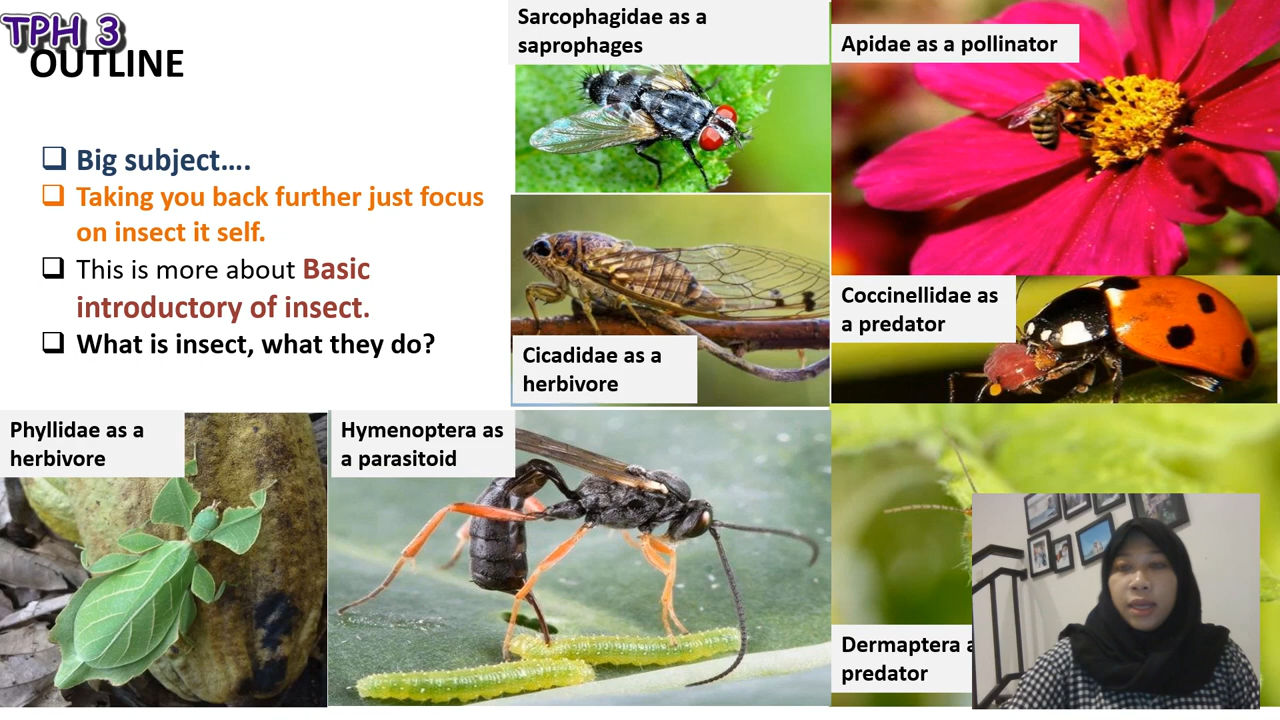 TPH 3
OUTLINE
Big subject....
Taking you back further just focus
on insect it self.
This is more about Basic
introductory of insect.
What is insect, what they do?
Sarcophagidae as a
saprophages
Apidae as a pollinator
Cicadidae as a
herbivore
Coccinellidae as
a predator
Phyllidae as a
herbivore
Hymenoptera as
a parasitoid
Dermaptera
predator